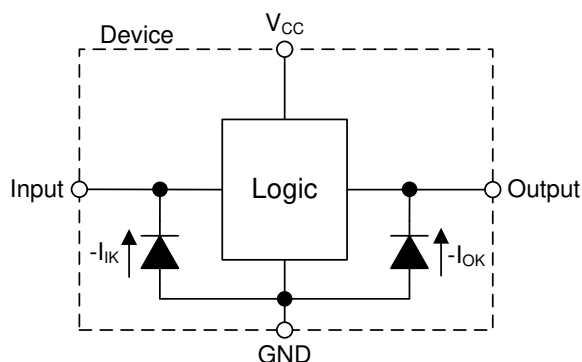 V_CC
Device
Input
Logic
Output
-I_IK
-I_OK
GND